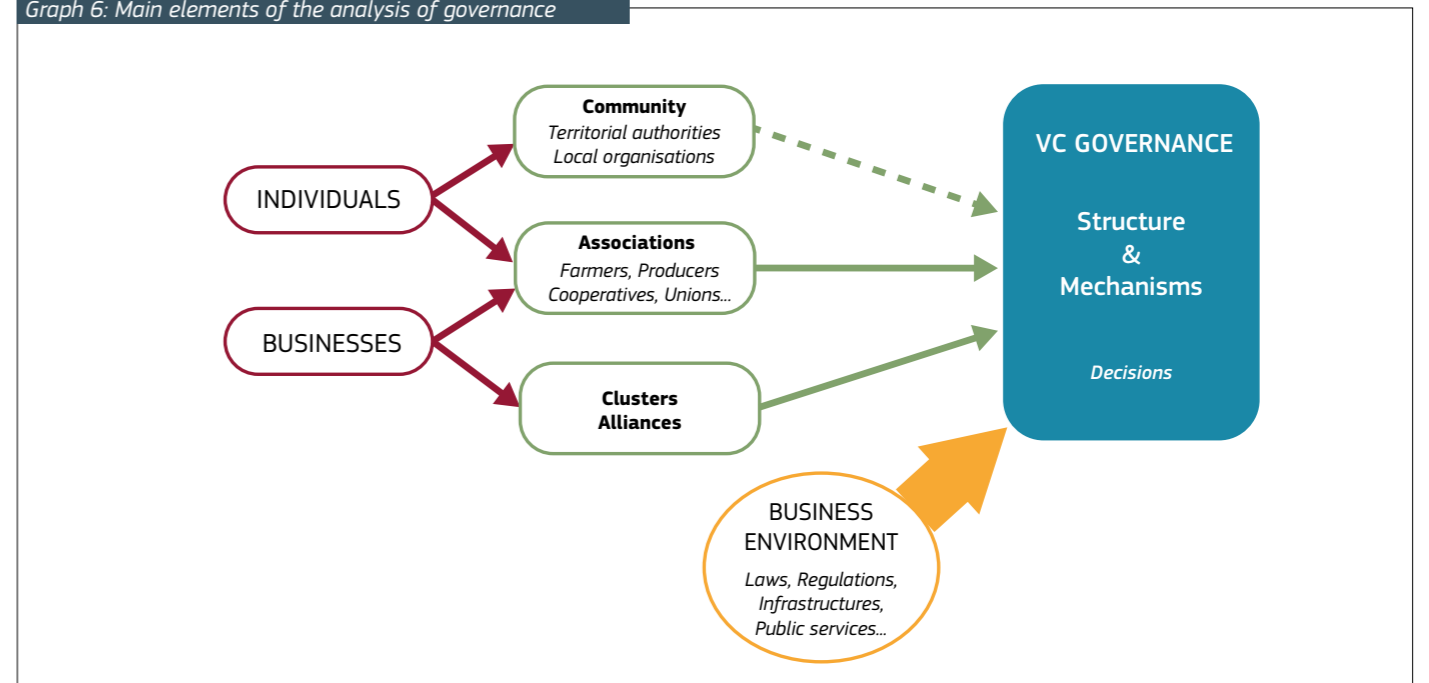 Graph 6: Main elements of the analysis of governance
INDIVIDUALS
BUSINESSES
Community
Territorial authorities
Local organisations
Associations
Farmers, Producers
Cooperatives, Unions...
Clusters
Alliances
VC GOVERNANCE
Structure
&
Mechanisms
Decisions
BUSINESS
ENVIRONMENT
Laws, Regulations,
Infrastructures,
Public services...